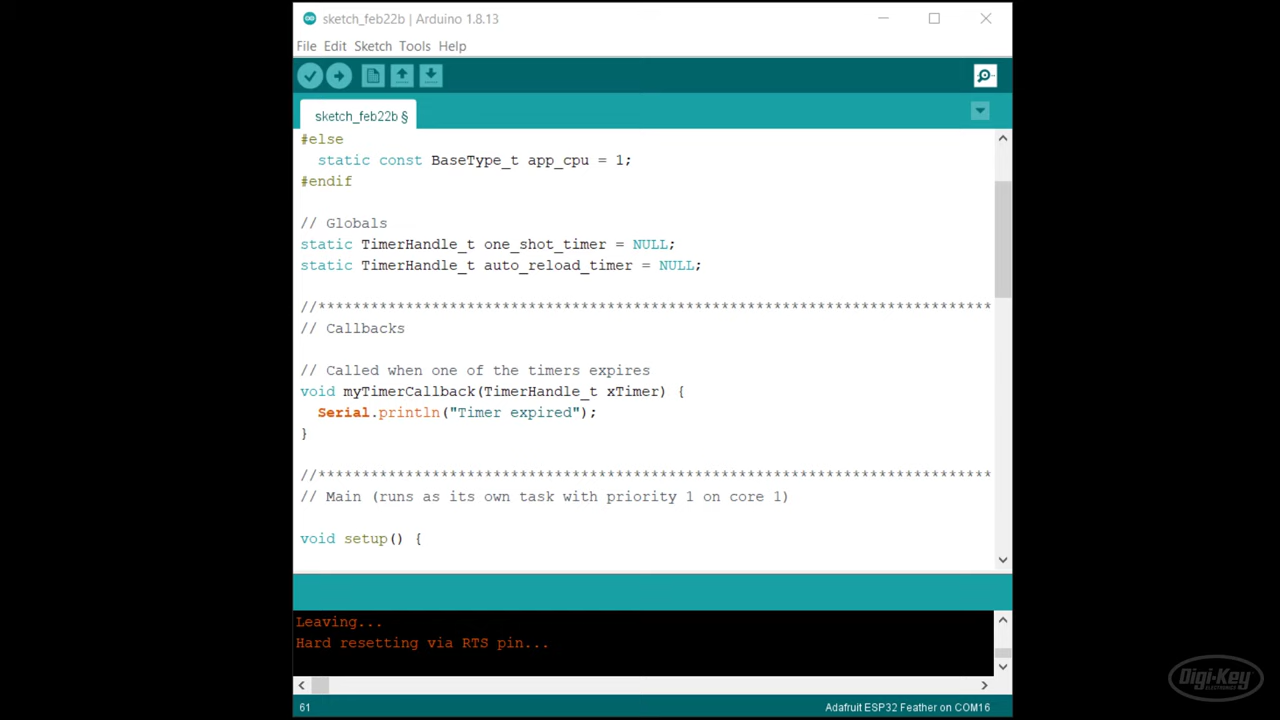 sketch_feb22b | Arduino 1.8.13
File Edit Sketch Tools Help
sketch_feb22b §
#else
static const BaseType_t app_cpu = 1;
#endif
// Globals
static TimerHandle_t one_shot_timer = NULL;
static TimerHandle_t auto_reload_timer = NULL;
//*****************************************************************************
// Callbacks
// Called when one of the timers expires
void myTimerCallback(TimerHandle_t xTimer) {
Serial.println("Timer expired");
}
//*****************************************************************************
// Main (runs as its own task with priority 1 on core 1)
void setup() {
Leaving...
Hard resetting via RTS pin...
61
Adafruit ESP32 Feather on COM16
Digi-Key
ELECTRONICS